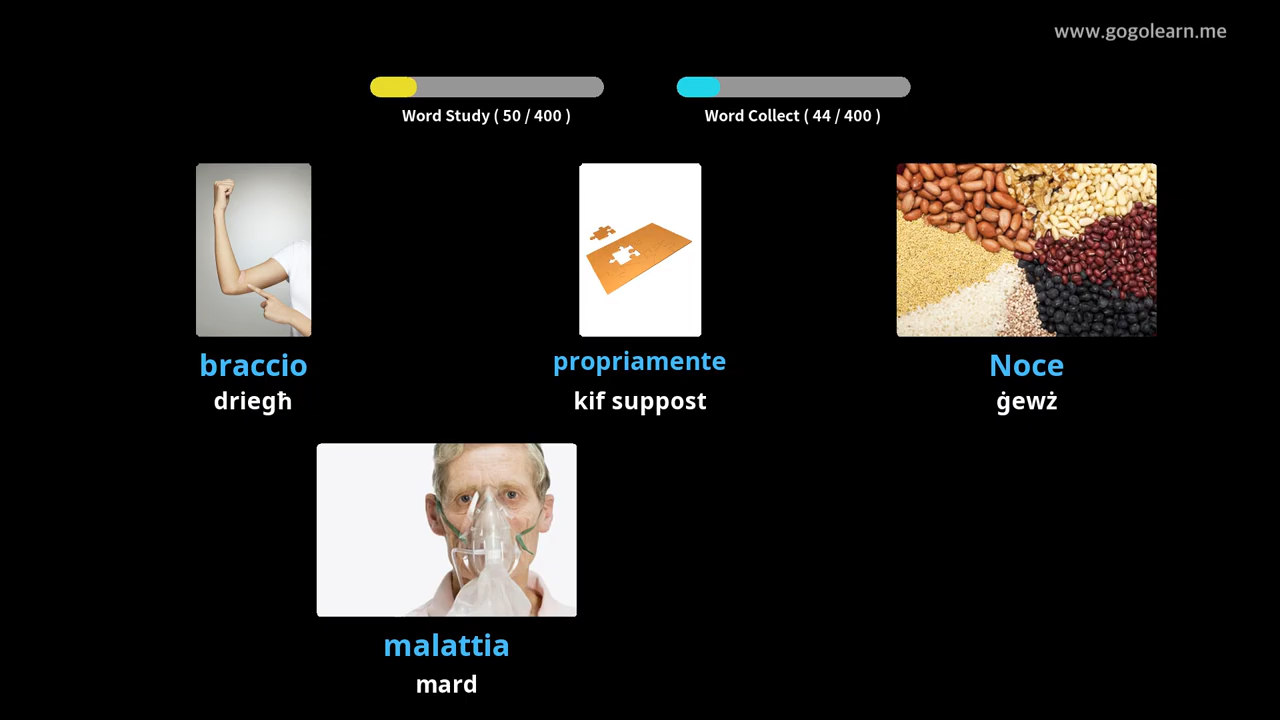 www.gogolearn.me
Word Study ( 50 / 400 )
Word Collect ( 44 / 400 )
braccio
driegħ
propriamente
kif suppost
Noce
ġewż
malattia
mard